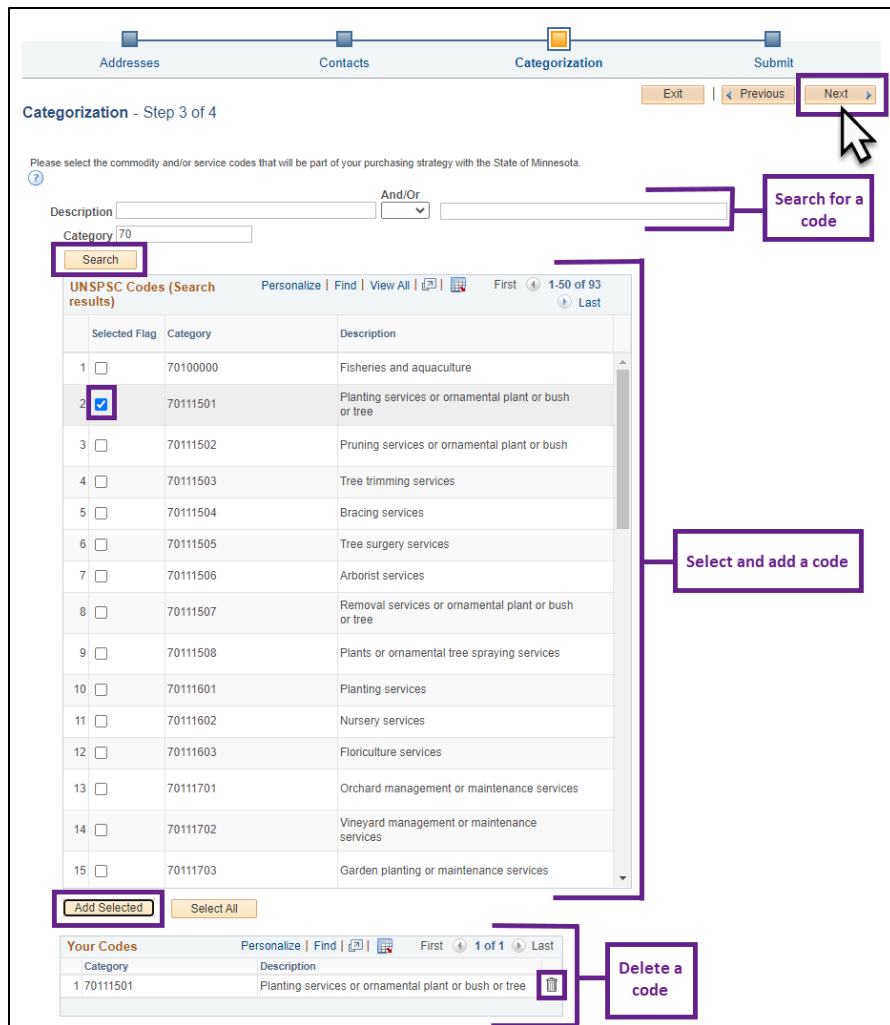 Addresses Contacts Categorization Submit
Exit | Previous Next
Categorization - Step 3 of 4
Please select the commodity and/or service codes that will be part of your purchasing strategy with the State of Minnesota.
?
And/Or
Description
Category 70
Search for a
code
Search
UNSPSC Codes (Search
results)
Personalize | Find | View All | | First 1-50 of 93
Last
Selected Flag Category Description
1 70100000 Fisheries and aquaculture
2 70111501 Planting services or ornamental plant or bush
or tree
3 70111502 Pruning services or ornamental plant or bush
4 70111503 Tree trimming services
5 70111504 Bracing services
6 70111505 Tree surgery services
7 70111506 Arborist services
8 70111507 Removal services or ornamental plant or bush
or tree
9 70111508 Plants or ornamental tree spraying services
10 70111601 Planting services
11 70111602 Nursery services
12 70111603 Floriculture services
13 70111701 Orchard management or maintenance services
14 70111702 Vineyard management or maintenance
services
15 70111703 Garden planting or maintenance services
Select and add a code
Add Selected Select All
Your Codes Personalize | Find | | First 1 of 1 Last
Category Description
1 70111501 Planting services or ornamental plant or bush or tree
Delete a
code